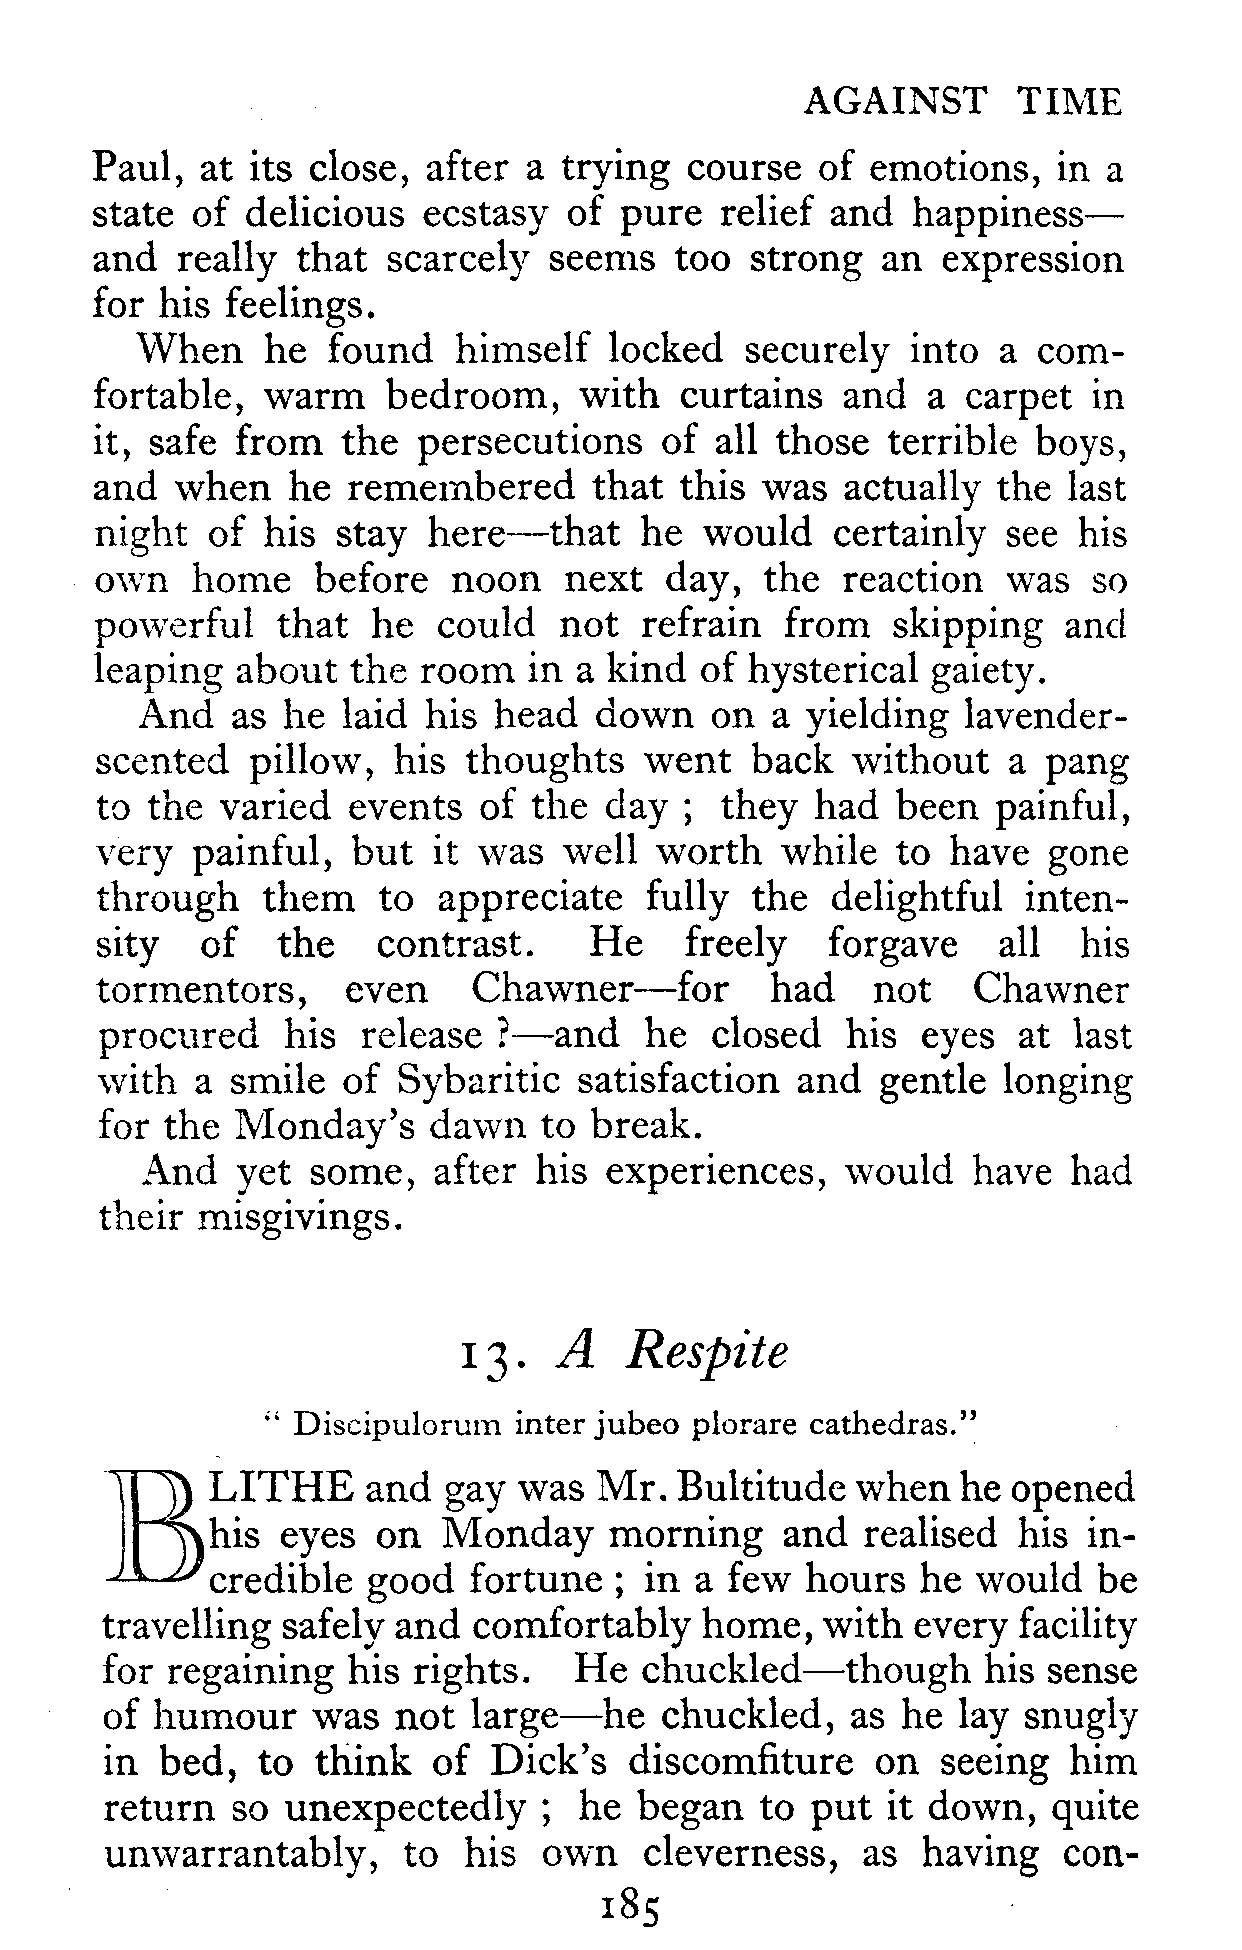 AGAINST TIME
Paul, at its close, after a trying course of emotions, in a
state of delicious ecstasy of pure relief and happiness—
and really that scarcely seems too strong an expression
for his feelings.
When he found himself locked securely into a com-
fortable, warm bedroom, with curtains and a carpet in
it, safe from the persecutions of all those terrible boys,
and when he remembered that this was actually the last
night of his stay here—that he would certainly see his
own home before noon next day, the reaction was so
powerful that he could not refrain from skipping and
leaping about the room in a kind of hysterical gaiety.
And as he laid his head down on a yielding lavender-
scented pillow, his thoughts went back without a pang
to the varied events of the day ; they had been painful,
very painful, but it was well worth while to have gone
through them to appreciate fully the delightful inten-
sity of the contrast. He freely forgave all his
tormentors, even Chawner—for had not Chawner
procured his release ?—and he closed his eyes at last
with a smile of Sybaritic satisfaction and gentle longing
for the Monday's dawn to break.
And yet some, after his experiences, would have had
their misgivings.
13. A Respite
“ Discipulorum inter jubeo plorare cathedras.”
BLITHE and gay was Mr. Bultitude when he opened
his eyes on Monday morning and realised his in-
credible good fortune ; in a few hours he would be
travelling safely and comfortably home, with every facility
for regaining his rights. He chuckled—though his sense
of humour was not large—he chuckled, as he lay snugly
in bed, to think of Dick's discomfiture on seeing him
return so unexpectedly ; he began to put it down, quite
unwarrantably, to his own cleverness, as having con-
185